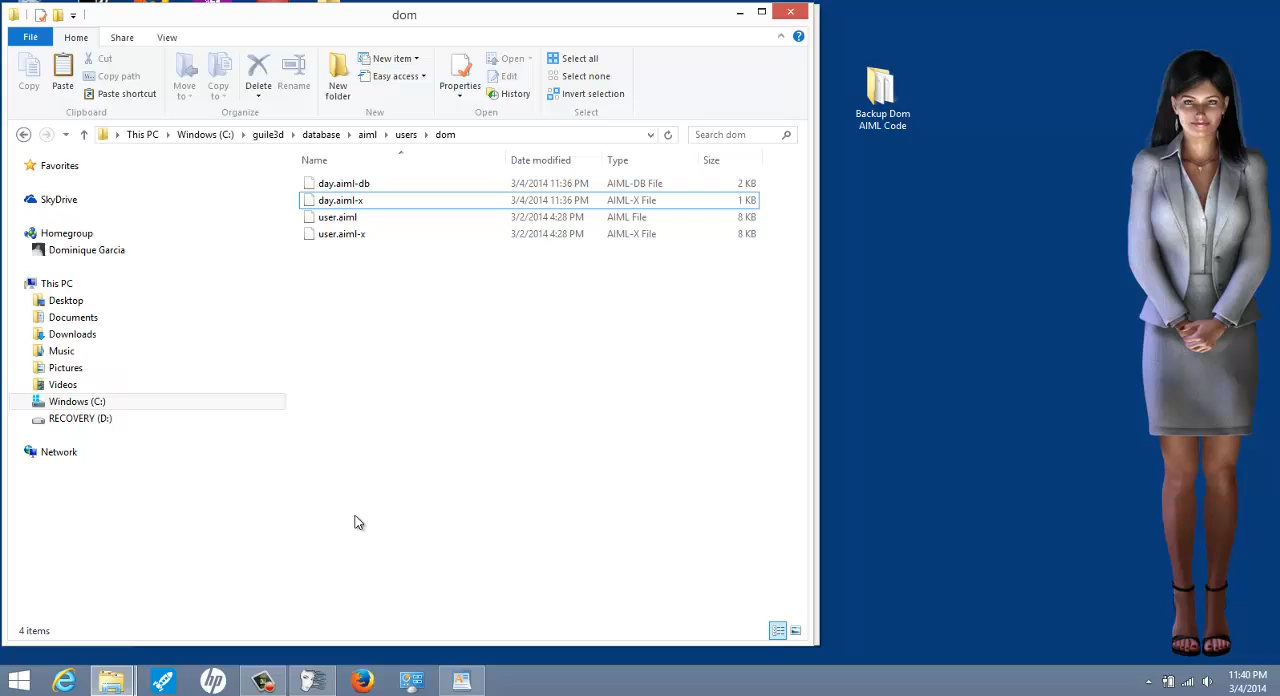 dom
File Home Share View
Copy
Paste
Cut
Copy path
Paste shortcut
Clipboard
Move to
Copy to
Delete
Rename
Organize
New folder
New item
Easy access
New
Properties
Open
Edit
History
Open
Select all
Select none
Invert selection
Select
This PC Windows (C:) guile3d database aiml users dom
Search dom
Name Date modified Type Size
day.aiml-db 3/4/2014 11:36 PM AIML-DB File 2 KB
day.aiml-x 3/4/2014 11:36 PM AIML-X File 1 KB
user.aiml 3/2/2014 4:28 PM AIML File 8 KB
user.aiml-x 3/2/2014 4:28 PM AIML-X File 8 KB
Favorites
SkyDrive
Homegroup
Dominique Garcia
This PC
Desktop
Documents
Downloads
Music
Pictures
Videos
Windows (C:)
RECOVERY (D:)
Network
4 items
Backup Dom
AIML Code
hp
11:40 PM
3/4/2014